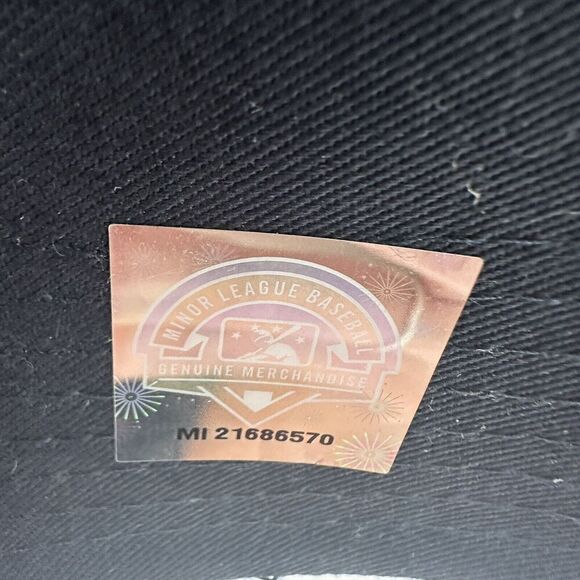 MINOR LEAGUE BASEBALL
GENUINE MERCHANDISE
MI 21686570